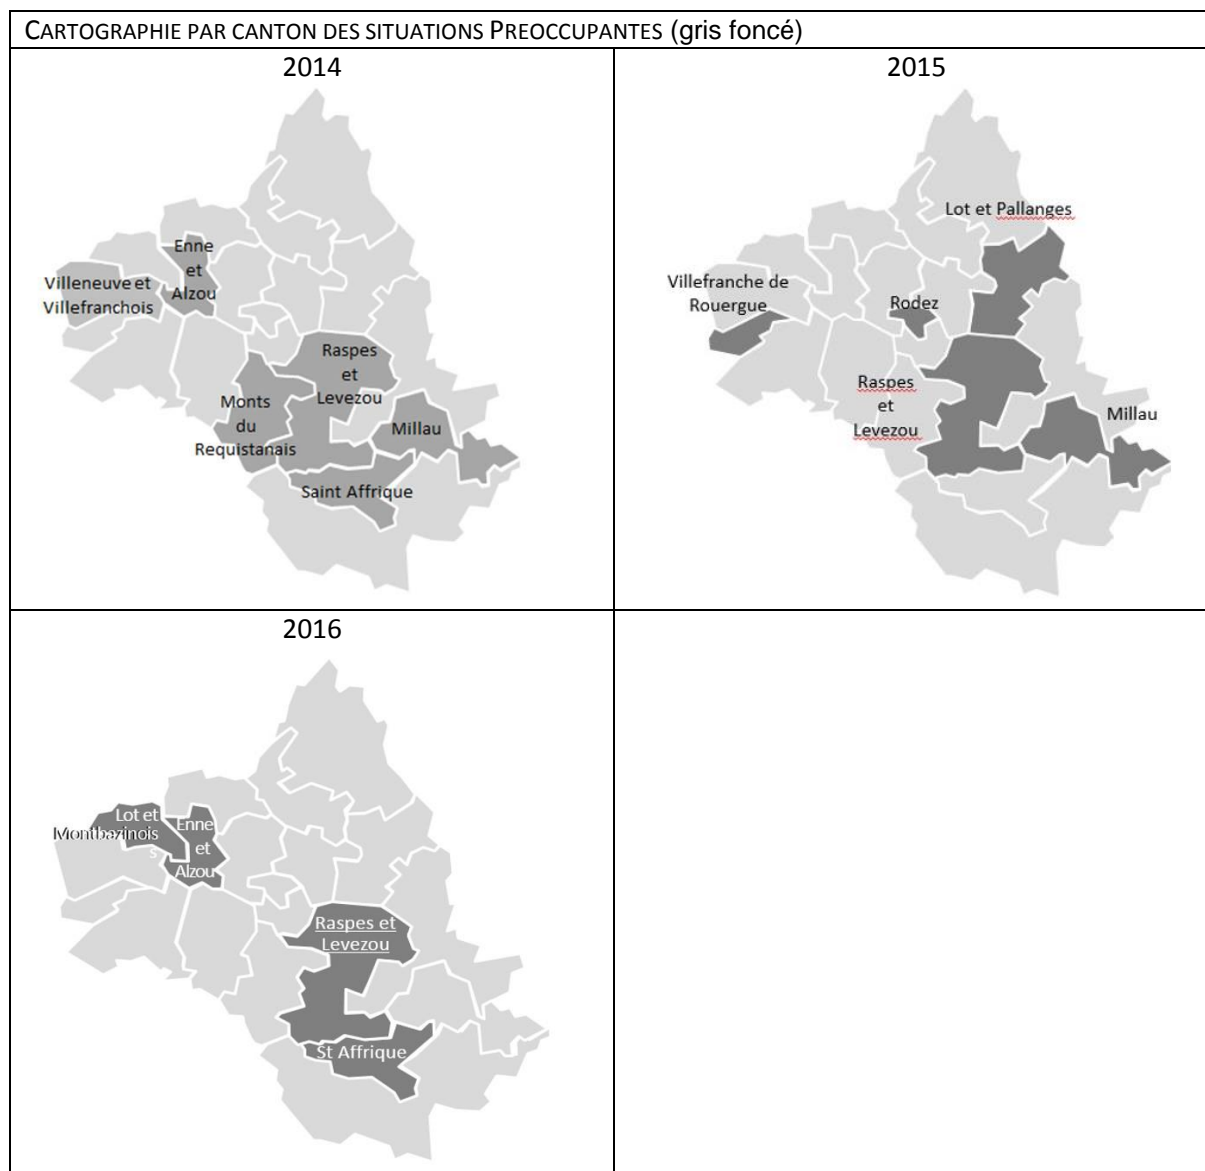 CARTOGRAPHIE PAR CANTON DES SITUATIONS PREOCCUPANTES (gris foncé)
2014
Enne
et
Alzou
Villeneuve et
Villefranchois
Raspes
et
Levezou
Monts
du
Requistanais
Millau
Saint Affrique
2015
Lot et Pallanges
Villefranche de
Rouergue
Rodez
Raspes
et
Levezou
Millau
2016
Lot et
Montbazinois
s
Enne
et
Alzou
Raspes et
Levezou
St Affrique